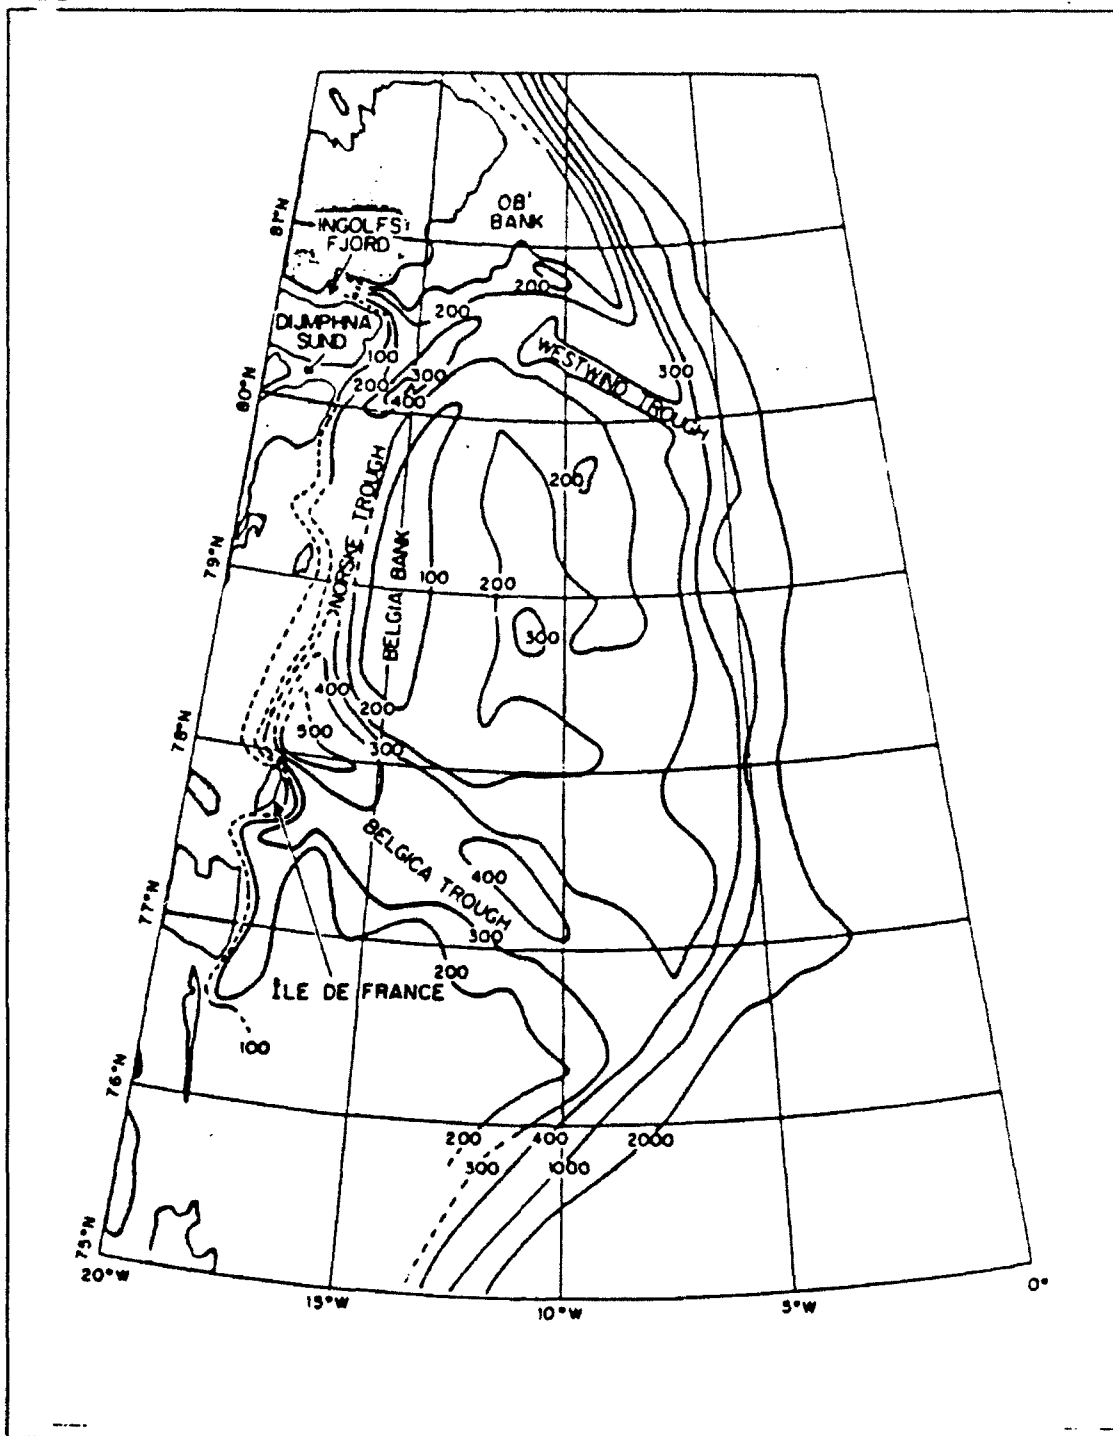 81°N
OB'
BANK
INGOLFS
FJORD
200
200
DIJMPHNA
SUND
100
WESTWIND TROUGH
300
300
200
400
80°N
NORSKE TROUGH
BELGIA BANK
200
79°N
100
200
300
400
200
78°N
500
300
BELGICA TROUGH
400
77°N
300
200
ÎLE DE FRANCE
100
76°N
200
400
2000
300
1000
75°N
20°W
15°W
10°W
5°W
0°